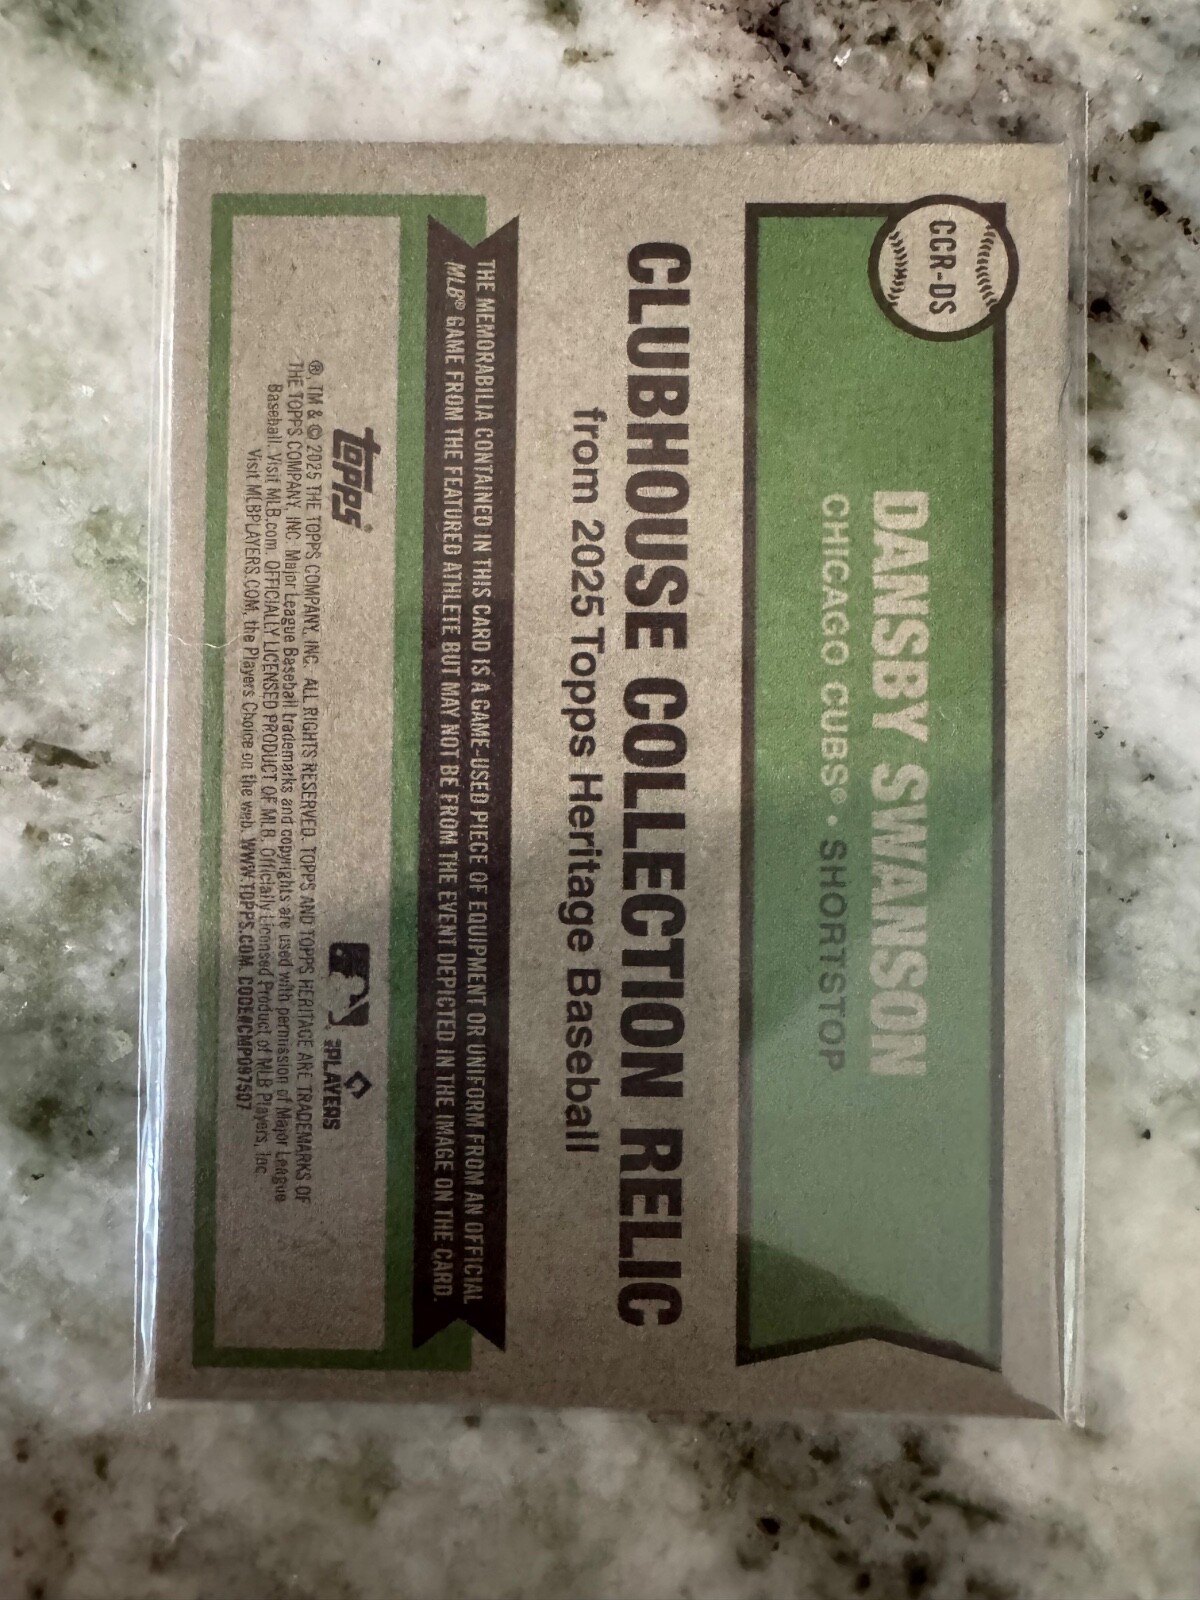 CCR-DS
DANSBY SWANSON
CHICAGO CUBS® • SHORTSTOP
CLUBHOUSE COLLECTION RELIC
from 2025 Topps Heritage Baseball
THE MEMORABILIA CONTAINED IN THIS CARD IS A GAME-USED PIECE OF EQUIPMENT OR UNIFORM FROM AN OFFICIAL
MLB® GAME FROM THE FEATURED ATHLETE BUT MAY NOT BE FROM THE EVENT DEPICTED IN THE IMAGE ON THE CARD.
topps
MLB PLAYERS
®, TM & © 2025 THE TOPPS COMPANY, INC. ALL RIGHTS RESERVED. TOPPS AND TOPPS HERITAGE ARE TRADEMARKS OF
THE TOPPS COMPANY, INC. Major League Baseball trademarks and copyrights are used with permission of Major League
Baseball. Visit MLB.com. OFFICIALLY LICENSED PRODUCT OF MLB. Officially Licensed Product of MLB Players, Inc.
Visit MLBPLAYERS.COM, the Players Choice on the web. WWW.TOPPS.COM. CODE#CMP097507